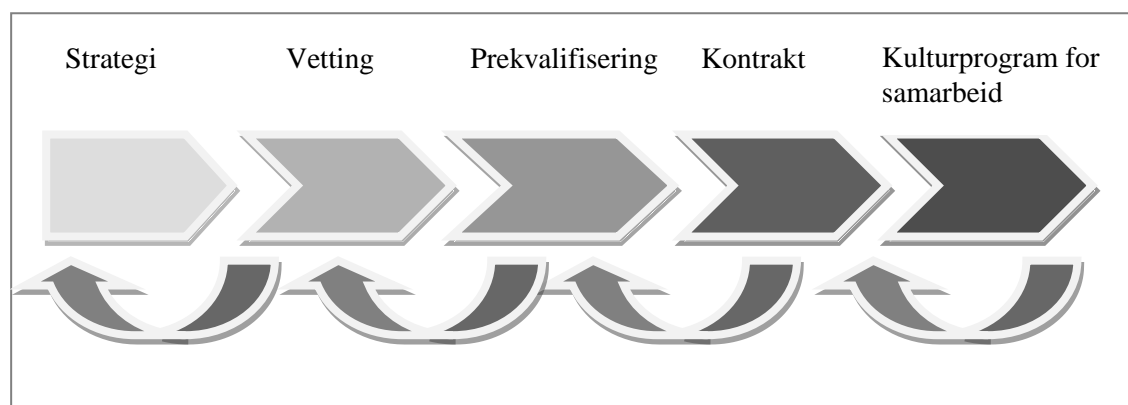 Strategi
Vetting
Prekvalifisering
Kontrakt
Kulturprogram for
samarbeid